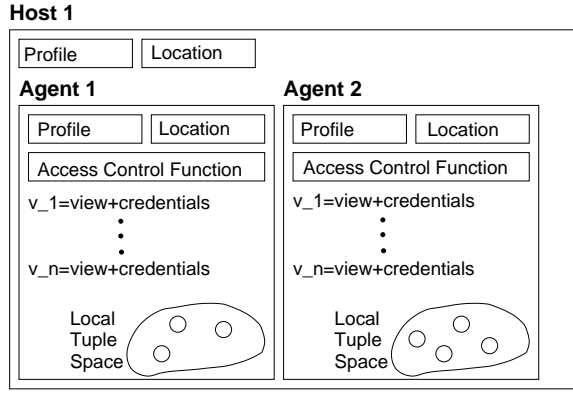 Host 1
Profile
Location
Agent 1
Agent 2
Profile
Location
Access Control Function
v_1=view+credentials
v_n=view+credentials
Local
Tuple
Space
Profile
Location
Access Control Function
v_1=view+credentials
v_n=view+credentials
Local
Tuple
Space